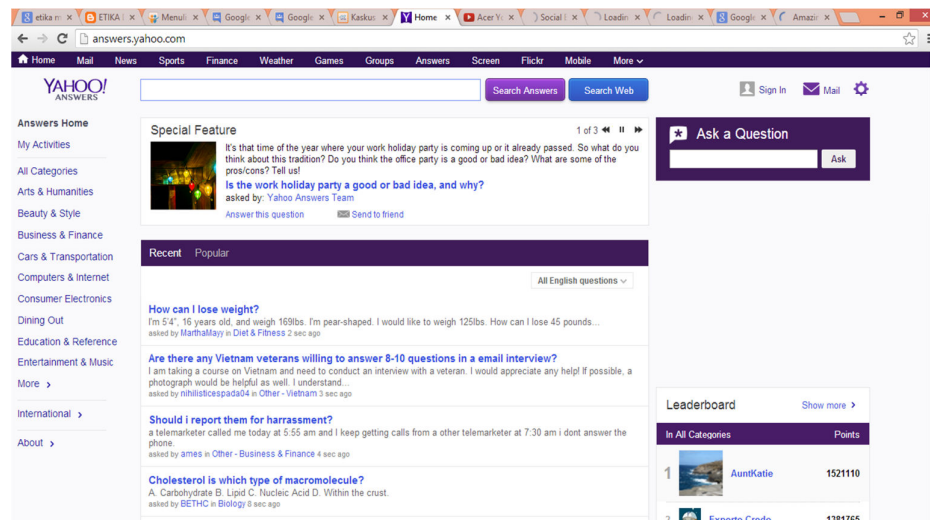 etika m
ETIKA
Menuli
Google
Google
Kaskus
Home
Acer
Social
Loadin
Loadin
Google
Amazin
answers.yahoo.com
Home Mail News Sports Finance Weather Games Groups Answers Screen Flickr Mobile More
YAHOO!
ANSWERS
Search Answers
Search Web
Sign In
Mail
Answers Home
My Activities
All Categories
Arts & Humanities
Beauty & Style
Business & Finance
Cars & Transportation
Computers & Internet
Consumer Electronics
Dining Out
Education & Reference
Entertainment & Music
More >
International >
About >
Special Feature
1 of 3
It's that time of the year where your work holiday party is coming up or it already passed. So what do you
think about this tradition? Do you think the office party is a good or bad idea? What are some of the
pros/cons? Tell us!
Is the work holiday party a good or bad idea, and why?
asked by: Yahoo Answers Team
Answer this question
Send to friend
Recent
Popular
All English questions
How can I lose weight?
I'm 5'4", 16 years old, and weigh 169lbs. I'm pear-shaped. I would like to weigh 125lbs. How can I lose 45 pounds…
asked by MarthaMayy in Diet & Fitness 2 sec ago
Are there any Vietnam veterans willing to answer 8-10 questions in a email interview?
I am taking a course on Vietnam and need to conduct an interview with a veteran. I would appreciate any help! If possible, a
photograph would be helpful as well. I understand…
asked by nihilisticespada04 in Other - Vietnam 3 sec ago
Should i report them for harrassment?
a telemarketer called me today at 5:55 am and I keep getting calls from a other telemarketer at 7:30 am i dont answer the
phone.
asked by ames in Other - Business & Finance 4 sec ago
Cholesterol is which type of macromolecule?
A. Carbohydrate B. Lipid C. Nucleic Acid D. Within the crust.
asked by BETHC in Biology 8 sec ago
Ask a Question
Ask
Leaderboard
Show more >
In All Categories
Points
1
AuntKatie
1521110
2
Experto Credo
1381765